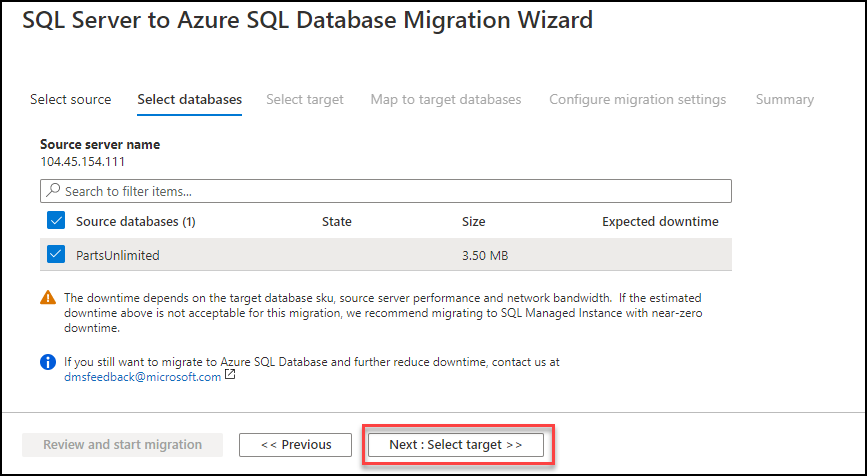 SQL Server to Azure SQL Database Migration Wizard
Select source Select databases Select target Map to target databases Configure migration settings Summary
Source server name
104.45.154.111
Search to filter items...
Source databases (1) State Size Expected downtime
PartsUnlimited 3.50 MB
The downtime depends on the target database sku, source server performance and network bandwidth. If the estimated
downtime above is not acceptable for this migration, we recommend migrating to SQL Managed Instance with near-zero
downtime.
If you still want to migrate to Azure SQL Database and further reduce downtime, contact us at
dmsfeedback@microsoft.com
Review and start migration << Previous Next : Select target >>